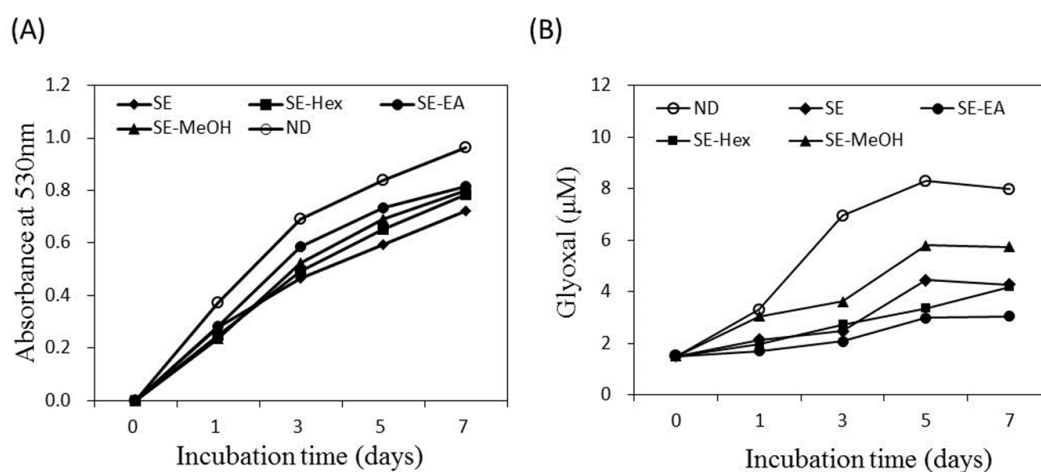 (A)
Absorbance at 530nm
1.2
1.0
0.8
0.6
0.4
0.2
0.0
SE SE-Hex SE-EA
SE-MeOH ND
0 1 3 5 7
Incubation time (days)
(B)
Glyoxal (µM)
12
10
8
6
4
2
0
ND SE SE-EA
SE-Hex SE-MeOH
0 1 3 5 7
Incubation time (days)